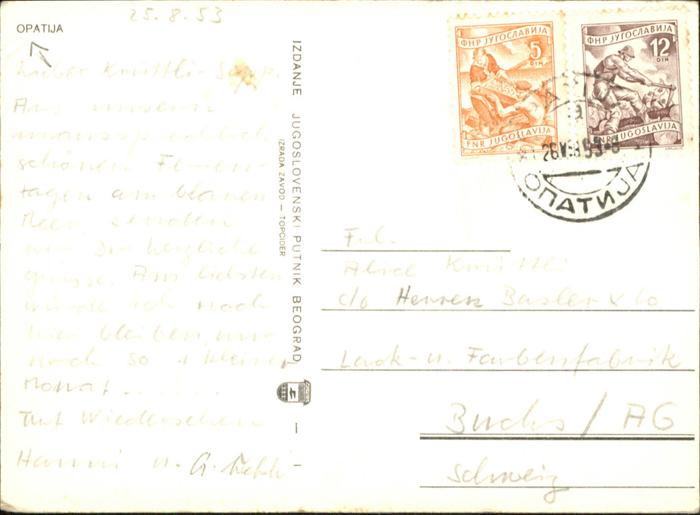 25.8.53
OPATIJA
Lieber Knüttli-
Aus unseren
unaussprechlich
schönen Ferien-
tagen am blauen
Meer senden
wir Dir herzliche
Grüsse. Am liebsten
würde ich noch
hier bleiben, nur
noch so 1 kleiner
Monat........
Auf Wiedersehen
Hanni u. G.
IZDANJE JUGOSLOVENSKI PUTNIK BEOGRAD
IZRADA ZAVOD — TOPČIDER
ФНР ЈУГОСЛАВИЈА
5
DIN
FNR JUGOSLAVIJA
ФНР ЈУГОСЛАВИЈА
12
DIN
FNR JUGOSLAVIJA
ОПАТИЈА
Frl.
Alice Knüttli
c/o Herren Basler & Co
Lack- u. Farbenfabrik
Buchs / AG
Schweiz